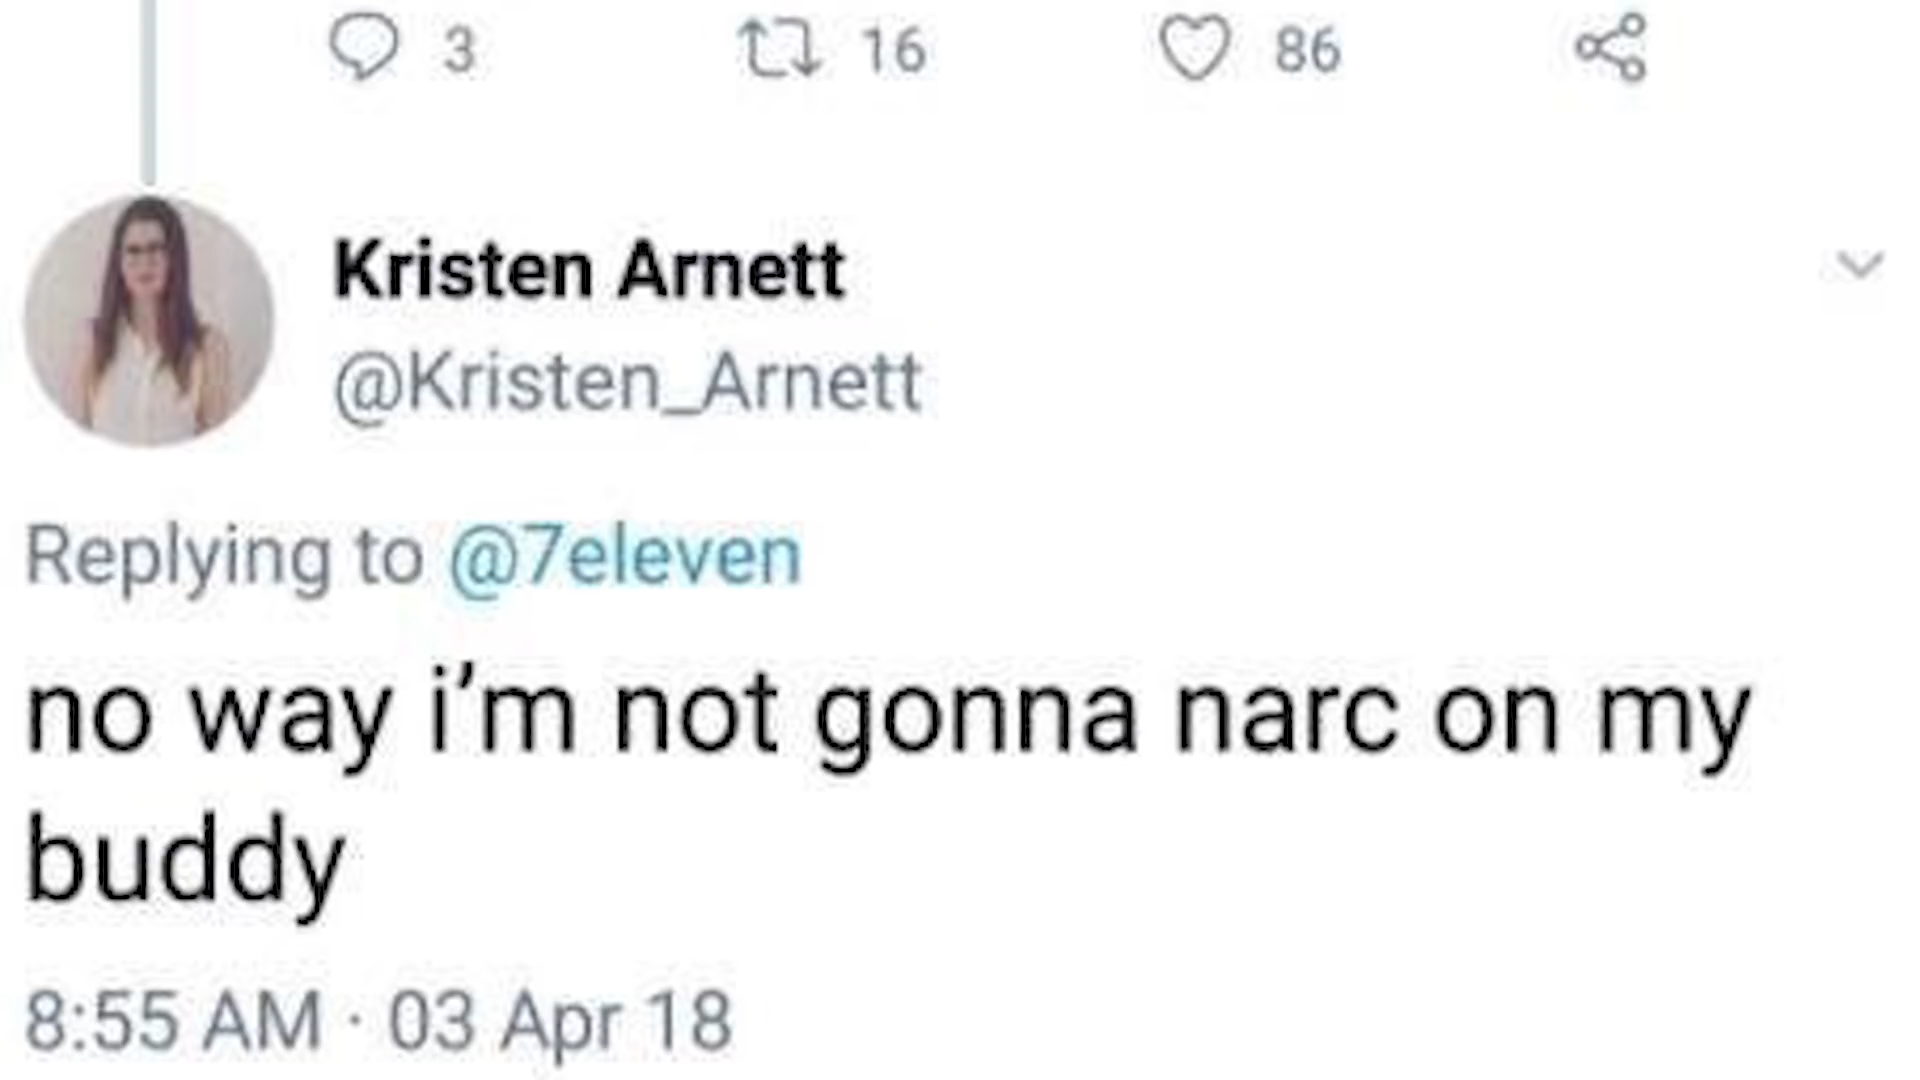 3 16 86
Kristen Arnett
@Kristen_Arnett
Replying to @7eleven
no way i’m not gonna narc on my
buddy
8:55 AM · 03 Apr 18